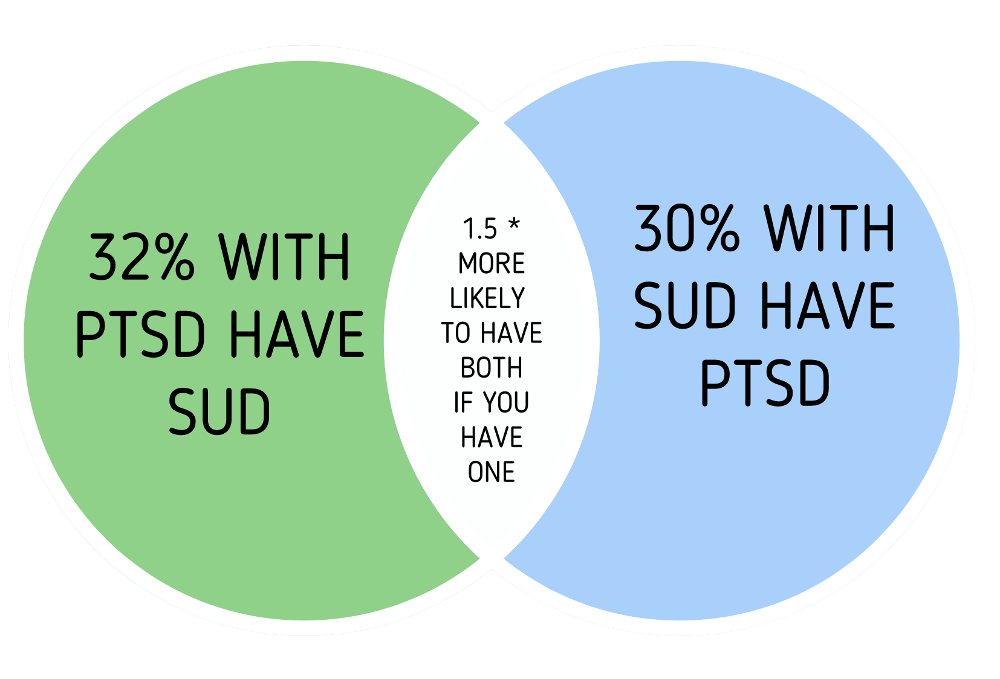 32% WITH
PTSD HAVE
SUD
1.5 *
MORE
LIKELY
TO HAVE
BOTH
IF YOU
HAVE
ONE
30% WITH
SUD HAVE
PTSD